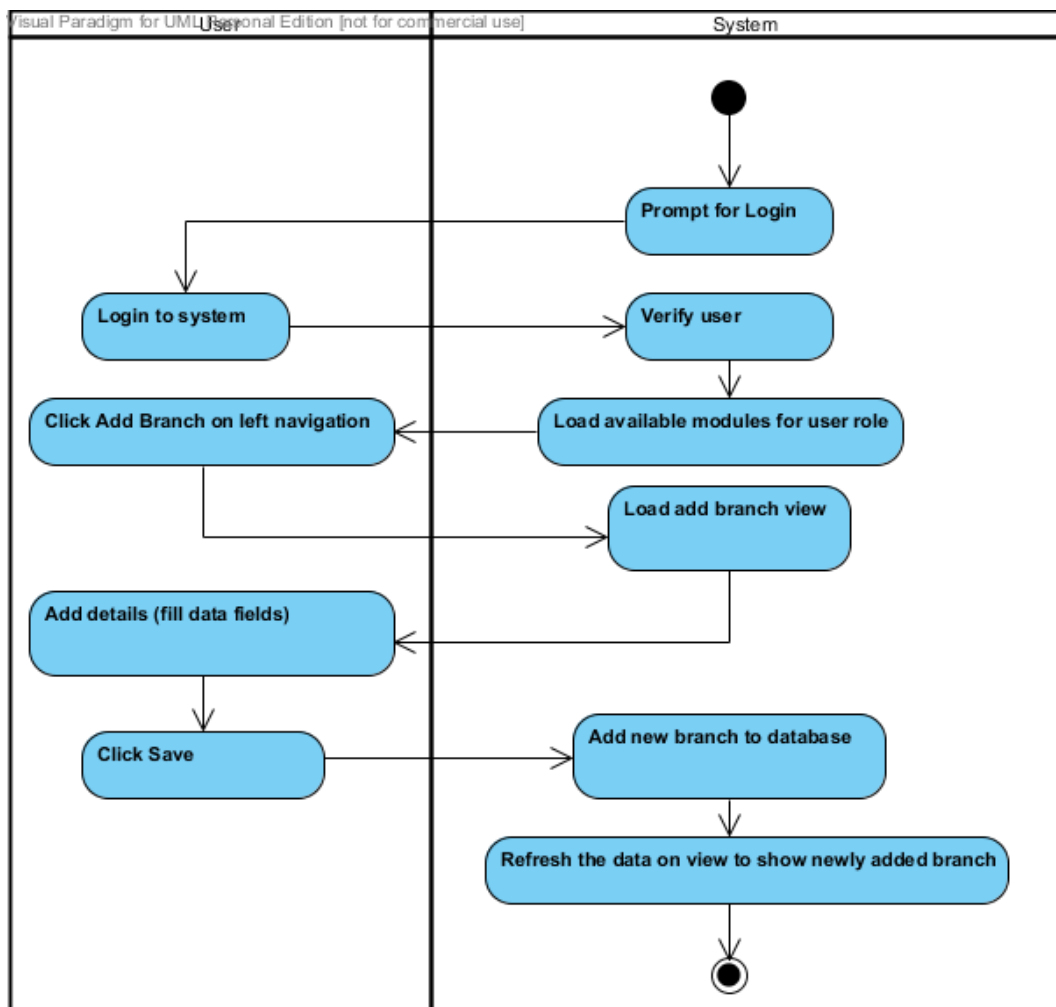 Visual Paradigm for UML Personal Edition [not for commercial use]
User
System
Prompt for Login
Login to system
Verify user
Click Add Branch on left navigation
Load available modules for user role
Load add branch view
Add details (fill data fields)
Click Save
Add new branch to database
Refresh the data on view to show newly added branch